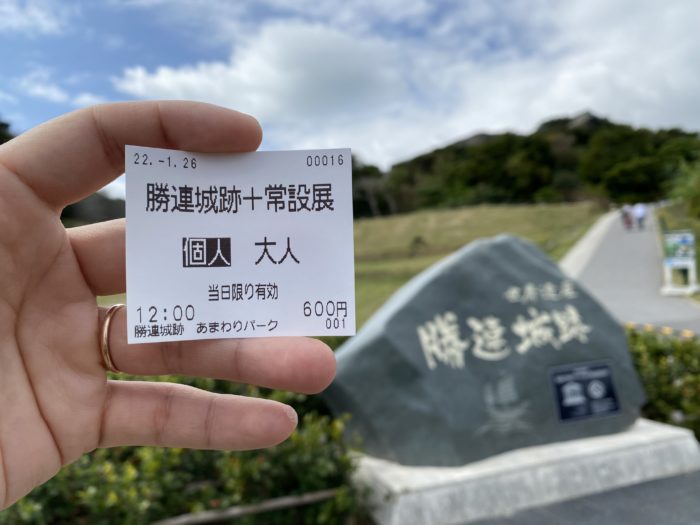 22.-1.26 00016
勝連城跡+常設展
個人 大人
当日限り有効
12:00 600円
勝連城跡 あまわりパーク 001
世界遺産
勝連城跡